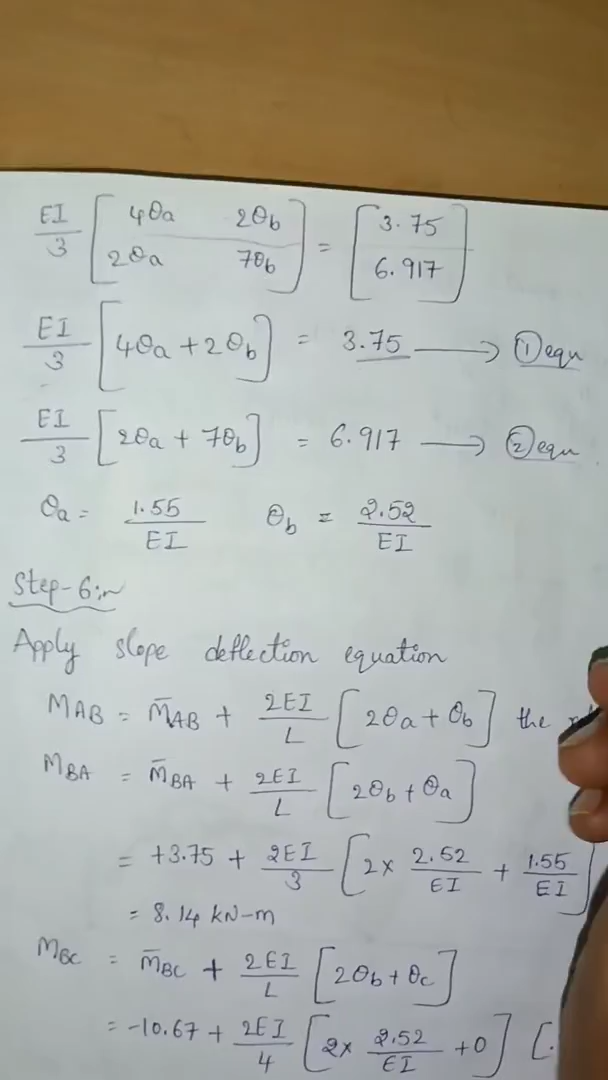 EI/3 [4θa 2θb / 2θa 7θb] = [3.75 / 6.917]
EI/3 [4θa + 2θb] = 3.75 ⟶ ① equ
EI/3 [2θa + 7θb] = 6.917 ⟶ ② equ
θa = 1.55/EI θb = 2.52/EI
Step-6:~
Apply slope deflection equation
MAB = M̄AB + 2EI/L [2θa + θb] the
MBA = M̄BA + 2EI/L [2θb + θa]
= +3.75 + 2EI/3 [2 x 2.52/EI + 1.55/EI]
= 8.14 kN-m
MBC = M̄BC + 2EI/L [2θb + θc]
= -10.67 + 2EI/4 [2x 2.52/EI + 0] [.